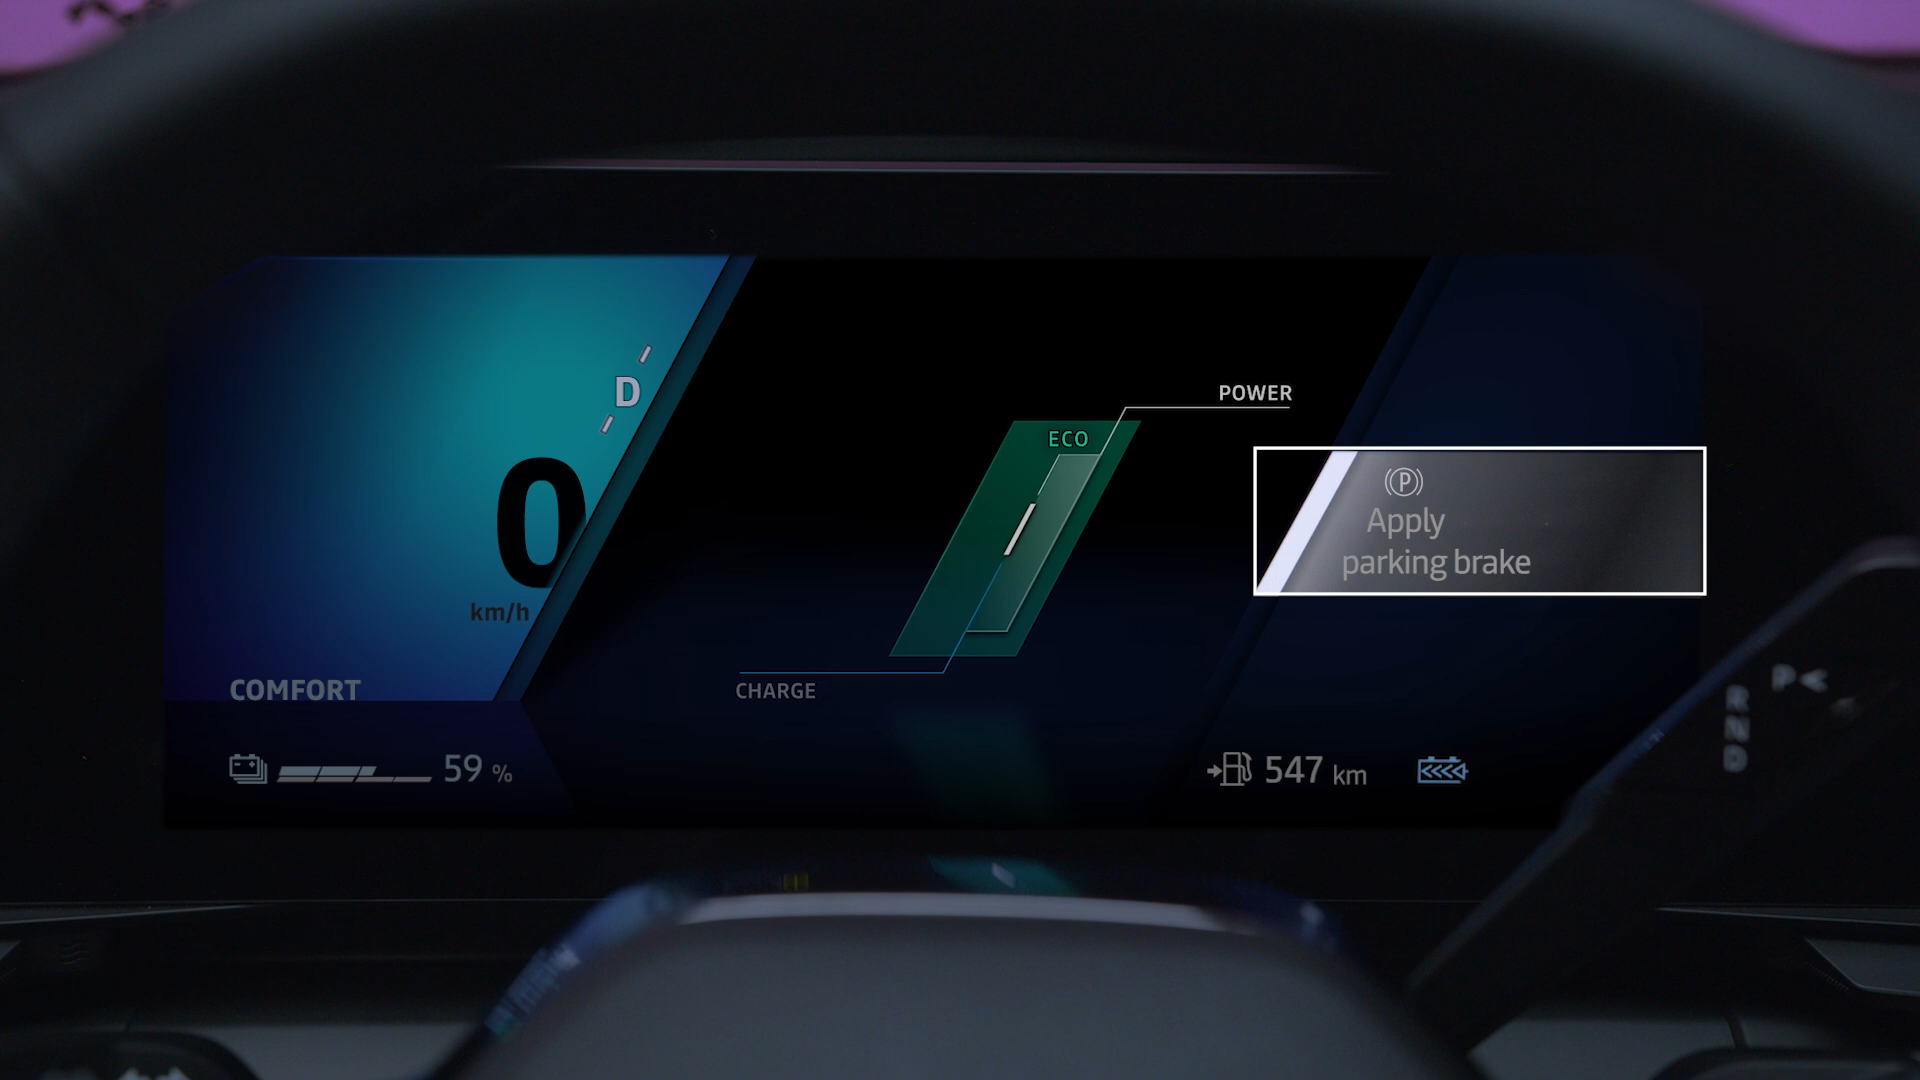 D
0
km/h
COMFORT
59 %
POWER
ECO
CHARGE
P
Apply
parking brake
547 km
P
R
N
D